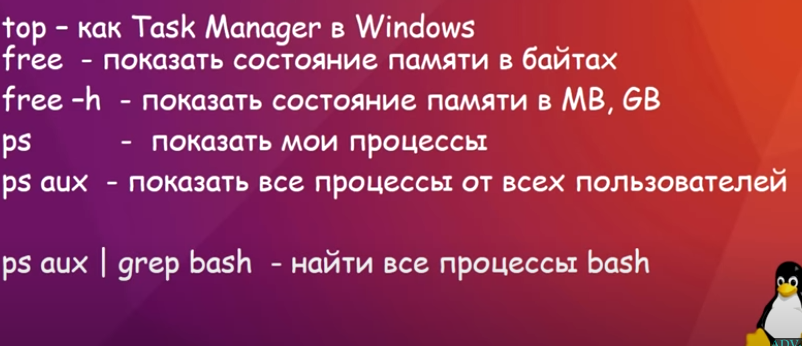 top – как Task Manager в Windows
free - показать состояние памяти в байтах
free –h - показать состояние памяти в MB, GB
ps - показать мои процессы
ps aux - показать все процессы от всех пользователей
ps aux | grep bash - найти все процессы bash
ADV